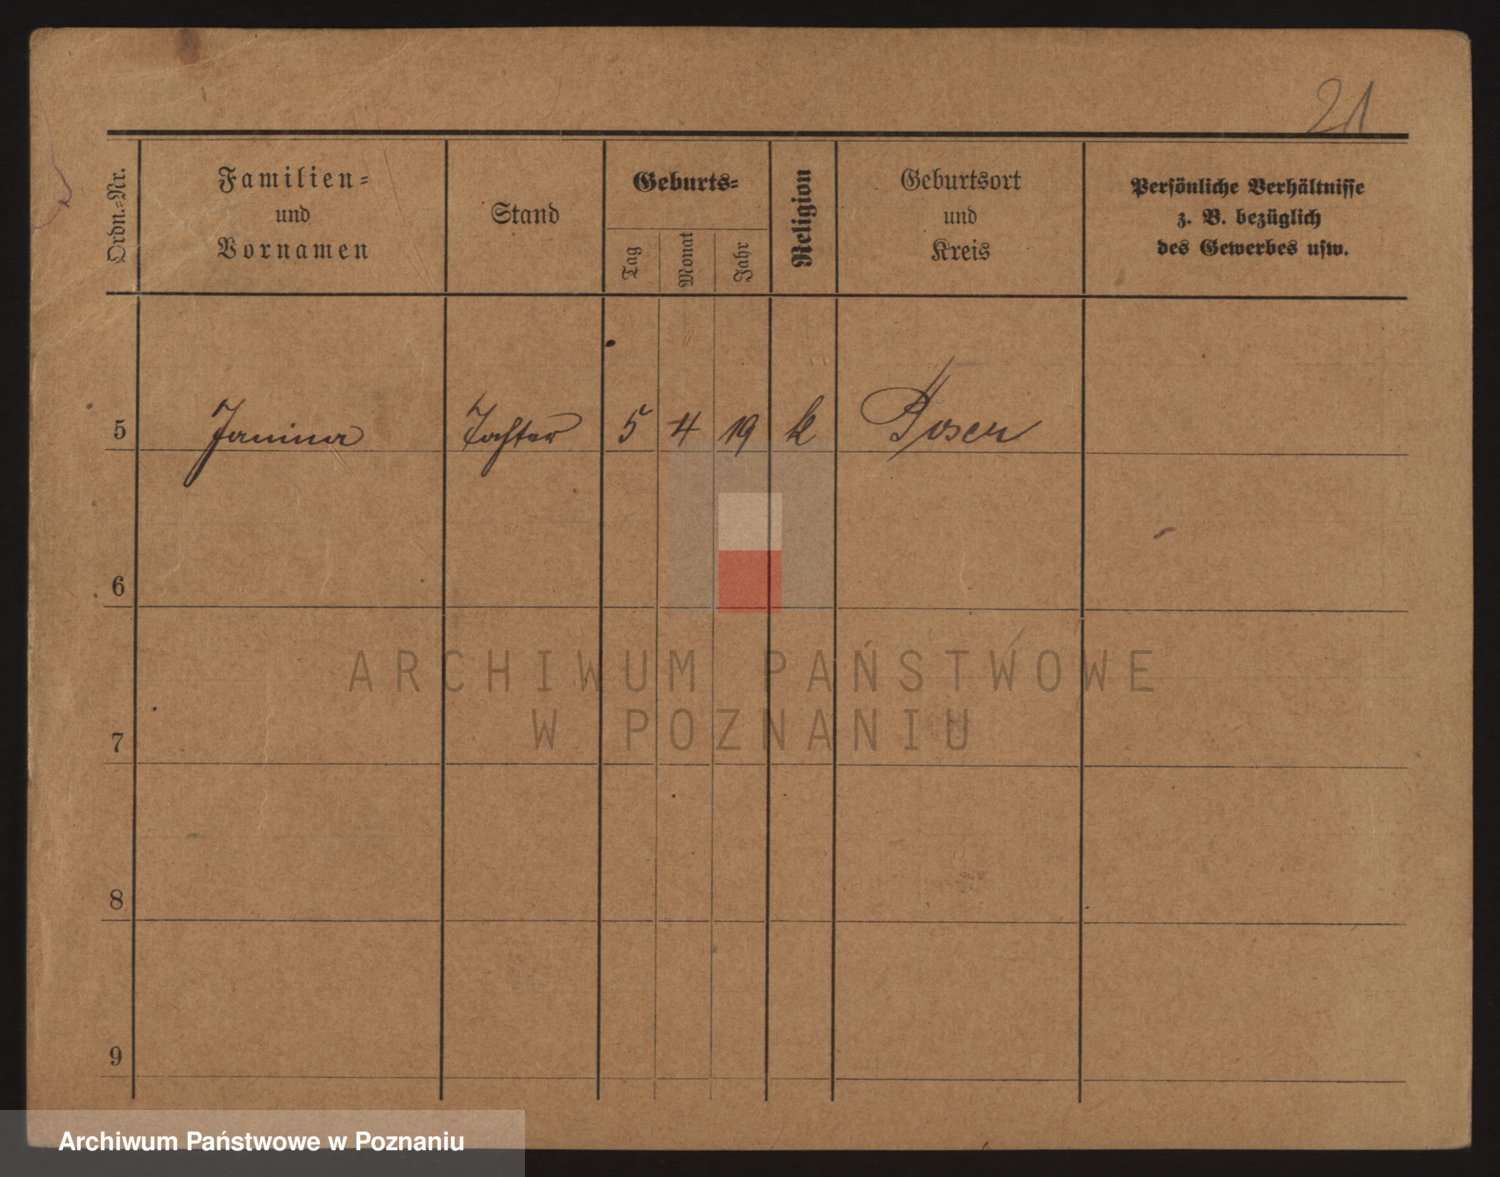 21
Ordn.-Nr.
Familien-
und
Vornamen
Stand
Geburts-
Tag
Monat
Jahr
Religion
Geburtsort
und
Kreis
Persönliche Verhältnisse
z. B. bezüglich
des Gewerbes usw.
5 Janina Tochter 5 4 19 k Posen
6
7
8
9
ARCHIWUM PAŃSTWOWE
W POZNANIU
Archiwum Państwowe w Poznaniu